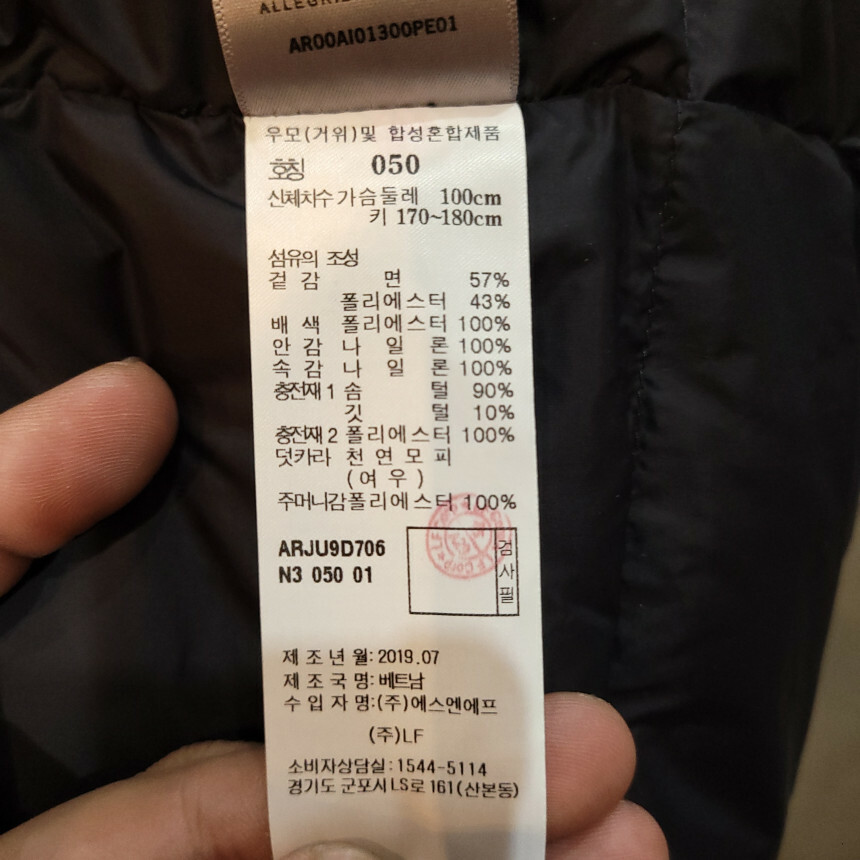 AR00AI01300PE01
우모(거위)및 합성혼합제품
호칭 050
신체치수 가슴둘레 100cm
키 170~180cm
섬유의 조성
겉 감 면 57%
폴리에스터 43%
배 색 폴리에스터 100%
안 감 나 일 론 100%
속 감 나 일 론 100%
충전재 1 솜 털 90%
깃 털 10%
충전재 2 폴리에스터 100%
덧카라 천 연 모 피
(여 우)
주머니감폴리에스터 100%
ARJU9D706
N3 050 01
검사필
제 조 년 월: 2019.07
제 조 국 명: 베트남
수 입 자 명:(주)에스엔에프
(주)LF
소비자상담실: 1544-5114
경기도 군포시 LS로 161(산본동)